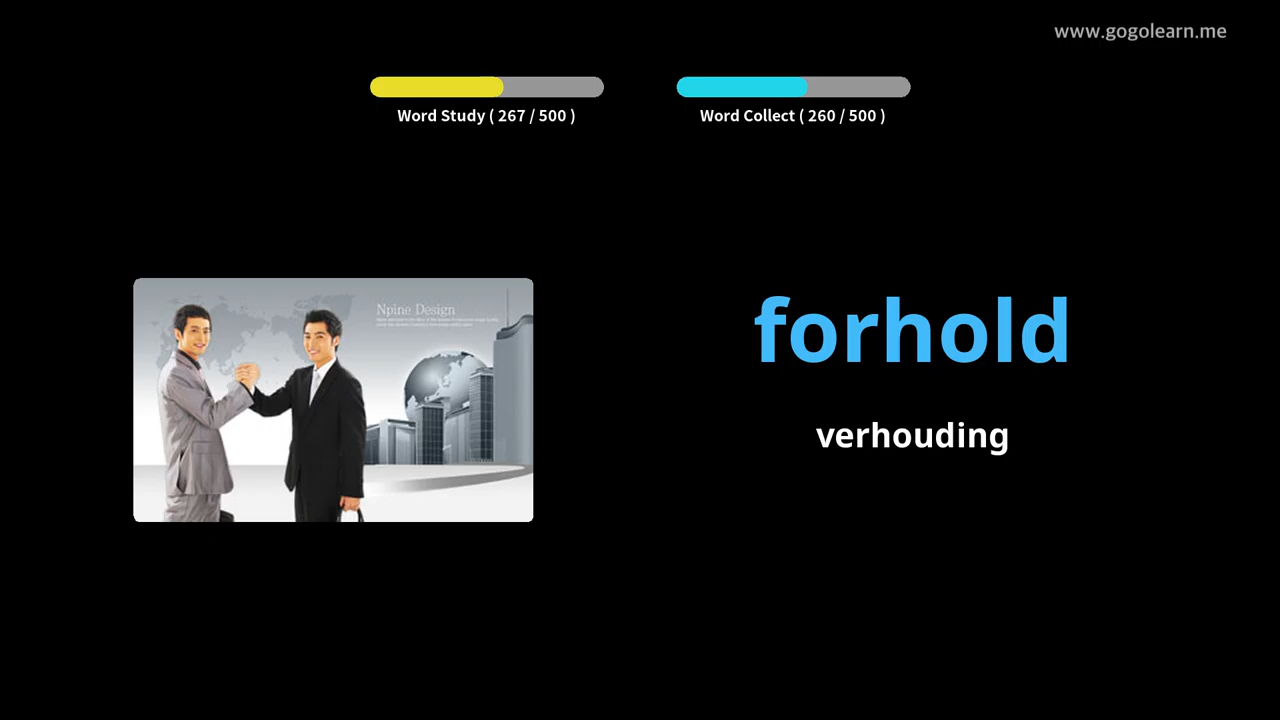 www.gogolearn.me
Word Study ( 267 / 500 )
Word Collect ( 260 / 500 )
Npine Design
forhold
verhouding